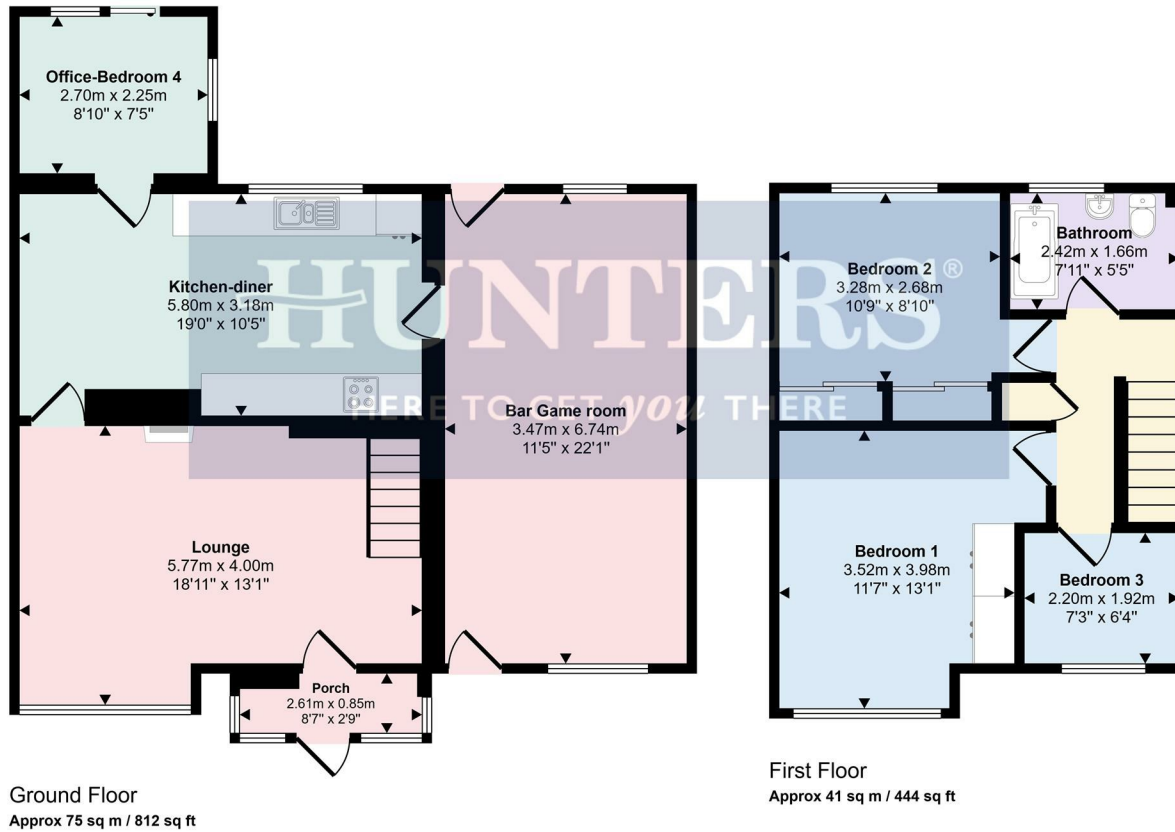 Office-Bedroom 4
2.70m x 2.25m
8'10" x 7'5"
Kitchen-diner
5.80m x 3.18m
19'0" x 10'5"
HUNTERS®
HERE TO GET you THERE
Bar Game room
3.47m x 6.74m
11'5" x 22'1"
Lounge
5.77m x 4.00m
18'11" x 13'1"
Porch
2.61m x 0.85m
8'7" x 2'9"
Ground Floor
Approx 75 sq m / 812 sq ft
Bedroom 2
3.28m x 2.68m
10'9" x 8'10"
Bathroom
2.42m x 1.66m
7'11" x 5'5"
Bedroom 1
3.52m x 3.98m
11'7" x 13'1"
Bedroom 3
2.20m x 1.92m
7'3" x 6'4"
First Floor
Approx 41 sq m / 444 sq ft